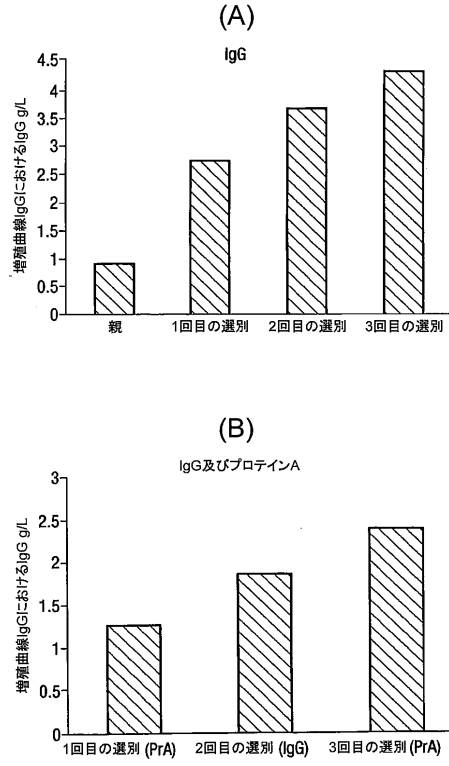 (A)
IgG
増殖曲線IgGにおけるIgG g/L
4.5
4
3.5
3
2.5
2
1.5
1
0.5
0
親
1回目の選別
2回目の選別
3回目の選別
(B)
IgG及びプロテインA
増殖曲線IgGにおけるIgG g/L
3
2.5
2
1.5
1
0.5
0
1回目の選別 (PrA)
2回目の選別 (IgG)
3回目の選別 (PrA)